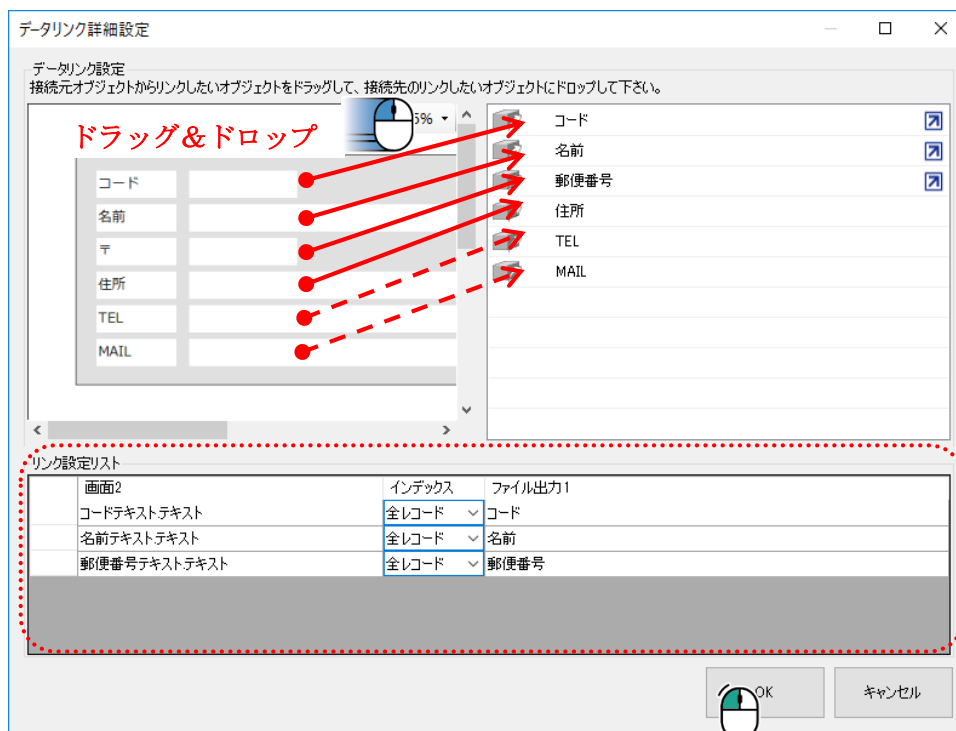 データリンク詳細設定
データリンク設定
接続元オブジェクトからリンクしたいオブジェクトをドラッグして、接続先のリンクしたいオブジェクトにドロップして下さい。
ドラッグ＆ドロップ
5%
コード
名前
〒
住所
TEL
MAIL
コード
名前
郵便番号
住所
TEL
MAIL
リンク設定リスト
画面2 インデックス ファイル出力1
コードテキスト.テキスト 全レコード コード
名前テキスト.テキスト 全レコード 名前
郵便番号テキスト.テキスト 全レコード 郵便番号
OK キャンセル